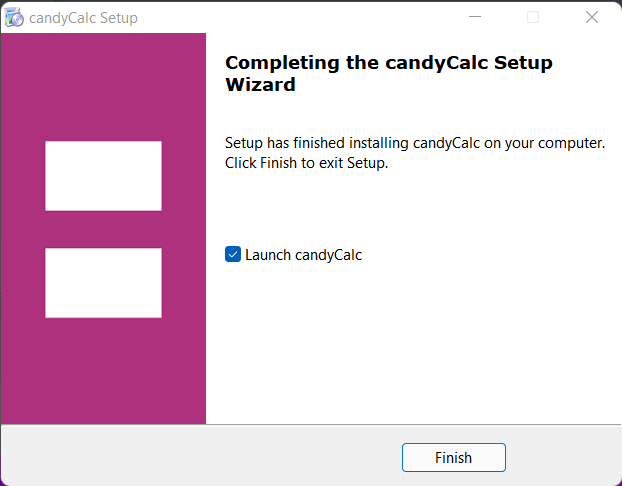 candyCalc Setup
Completing the candyCalc Setup
Wizard
Setup has finished installing candyCalc on your computer.
Click Finish to exit Setup.
Launch candyCalc
Finish